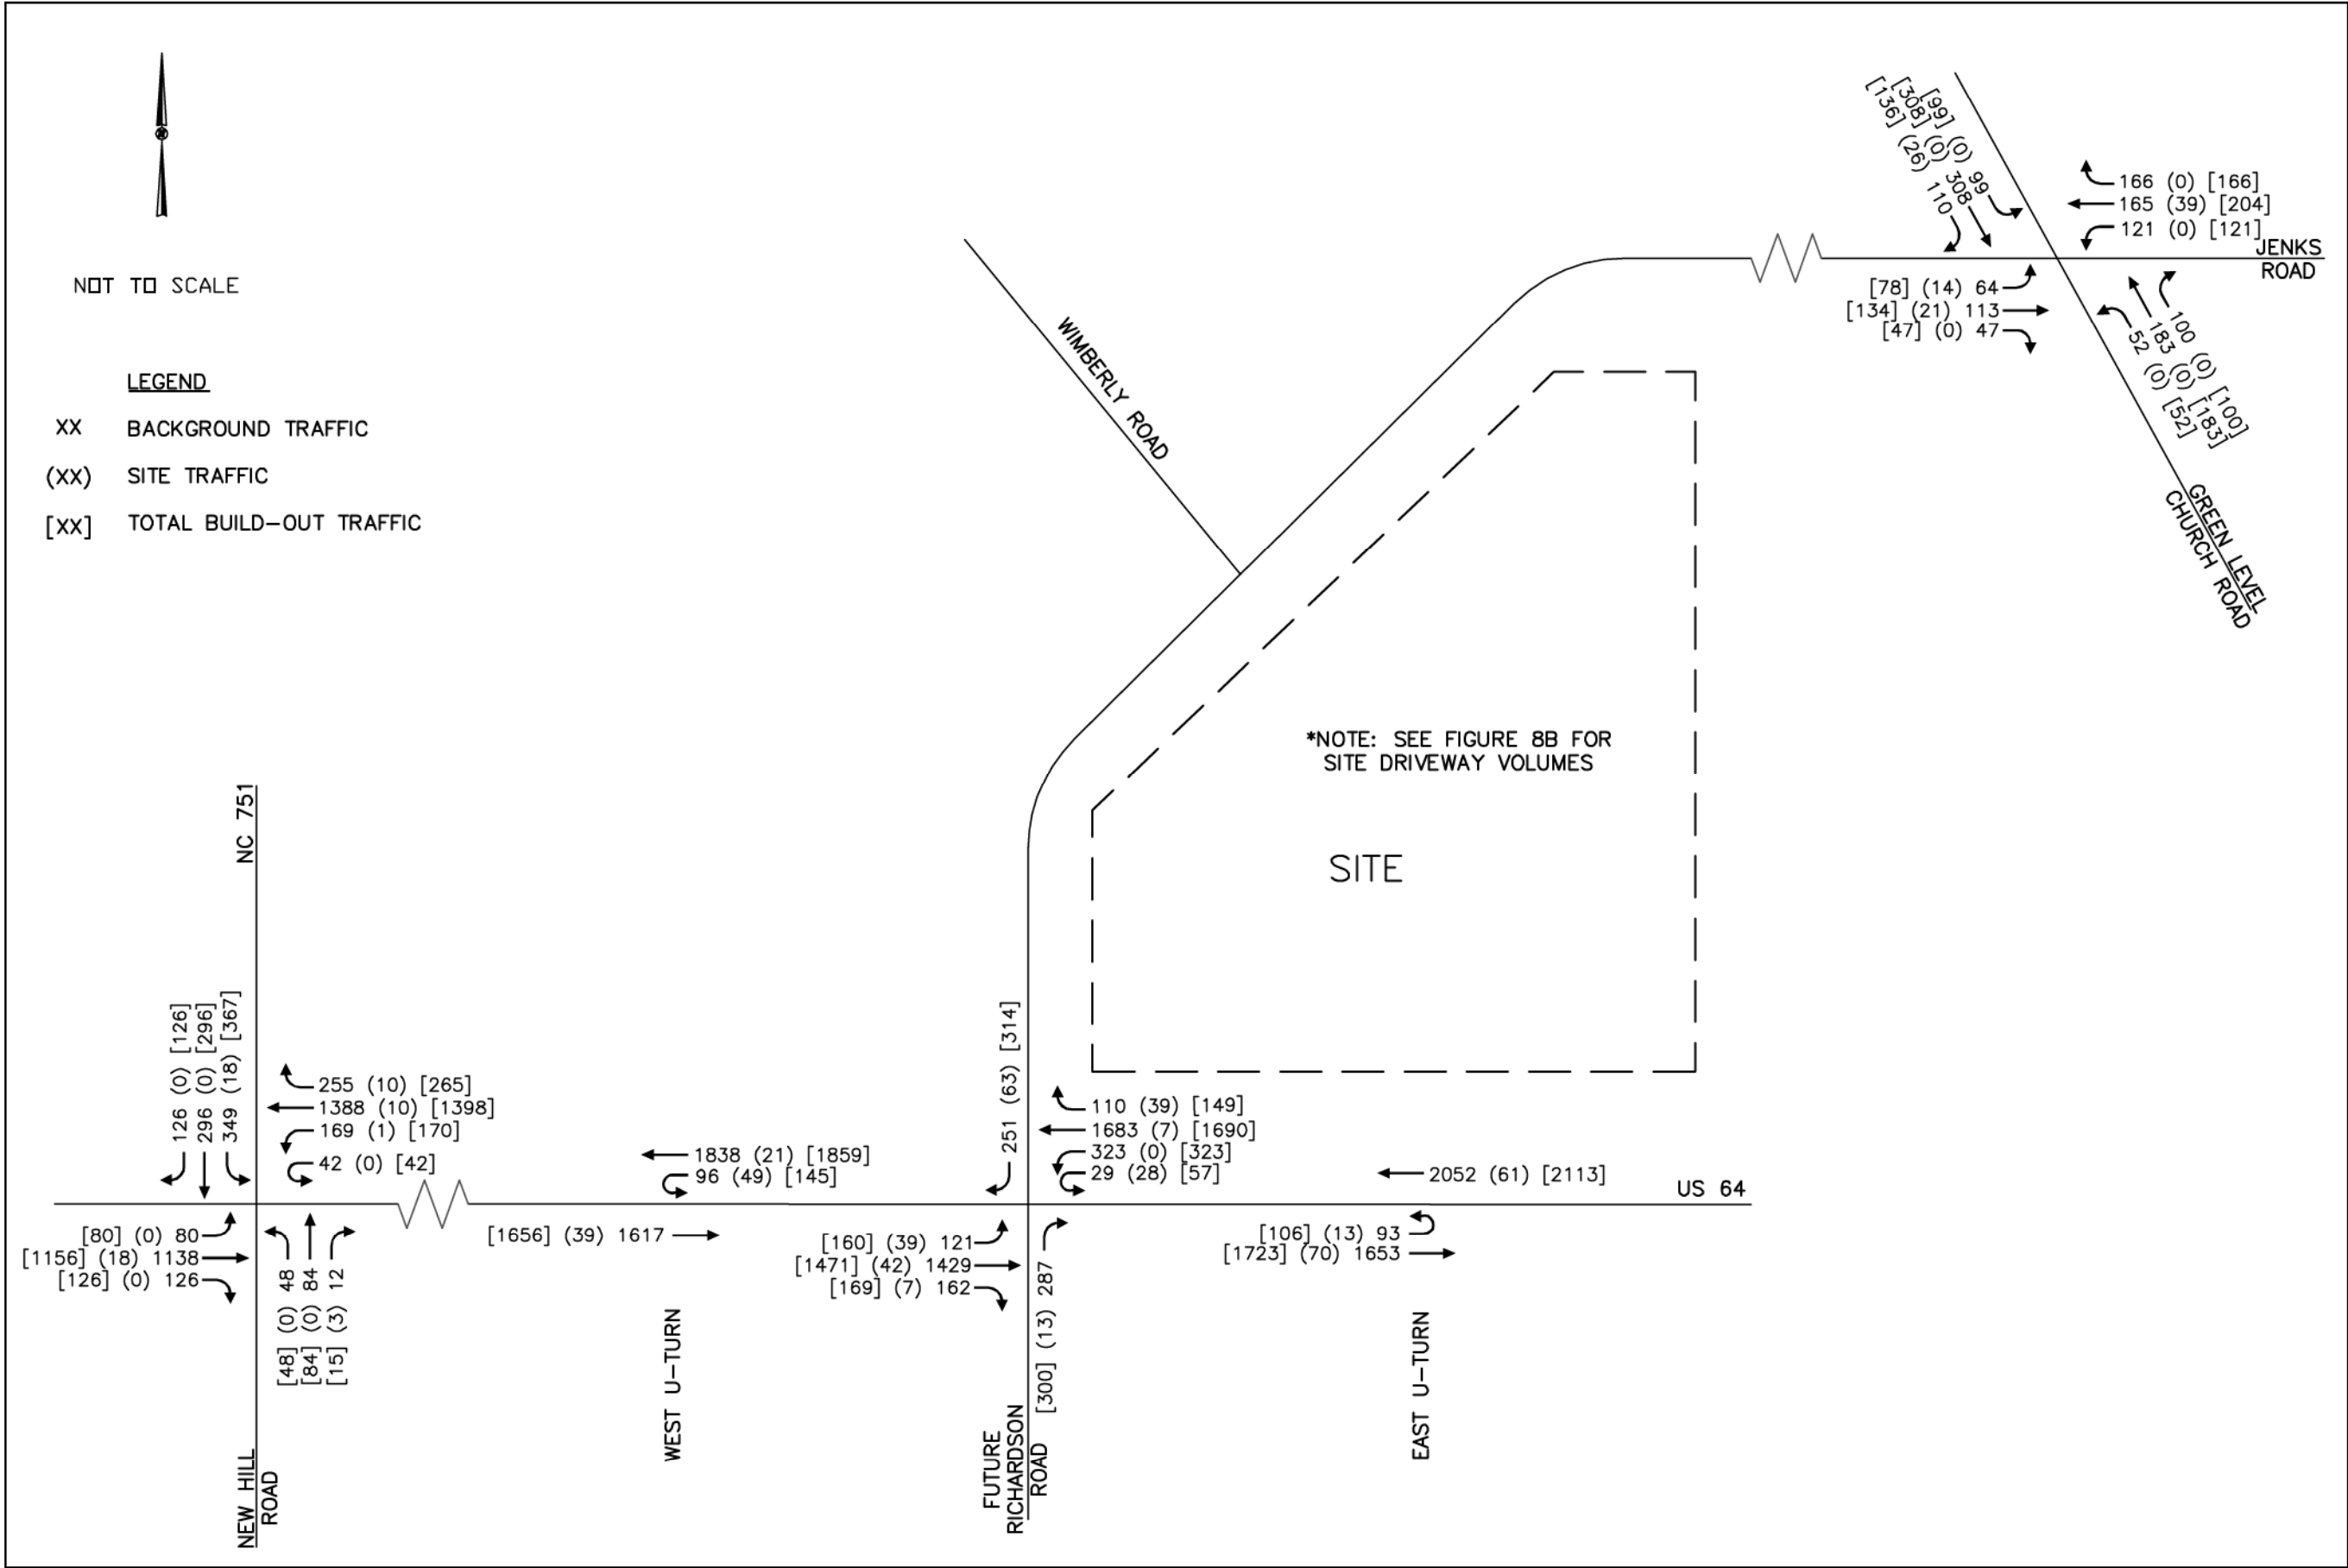 NOT TO SCALE
LEGEND
XX BACKGROUND TRAFFIC
(XX) SITE TRAFFIC
[XX] TOTAL BUILD-OUT TRAFFIC
[99] (0) 99
[308] (0) 308
[136] (26) 110
166 (0) [166]
165 (39) [204]
121 (0) [121]
JENKS
ROAD
[78] (14) 64
[134] (21) 113
[47] (0) 47
100 (0) [100]
183 (0) [183]
52 (0) [52]
GREEN LEVEL
CHURCH ROAD
WIMBERLY ROAD
*NOTE: SEE FIGURE 8B FOR
SITE DRIVEWAY VOLUMES
SITE
NC 751
126 (0) [126]
296 (0) [296]
349 (18) [367]
255 (10) [265]
1388 (10) [1398]
169 (1) [170]
42 (0) [42]
[80] (0) 80
[1156] (18) 1138
[126] (0) 126
[48] (0) 48
[84] (0) 84
[15] (3) 12
NEW HILL
ROAD
1838 (21) [1859]
96 (49) [145]
[1656] (39) 1617
WEST U-TURN
251 (63) [314]
110 (39) [149]
1683 (7) [1690]
323 (0) [323]
29 (28) [57]
[160] (39) 121
[1471] (42) 1429
[169] (7) 162
[300] (13) 287
FUTURE
RICHARDSON
ROAD
2052 (61) [2113]
US 64
[106] (13) 93
[1723] (70) 1653
EAST U-TURN